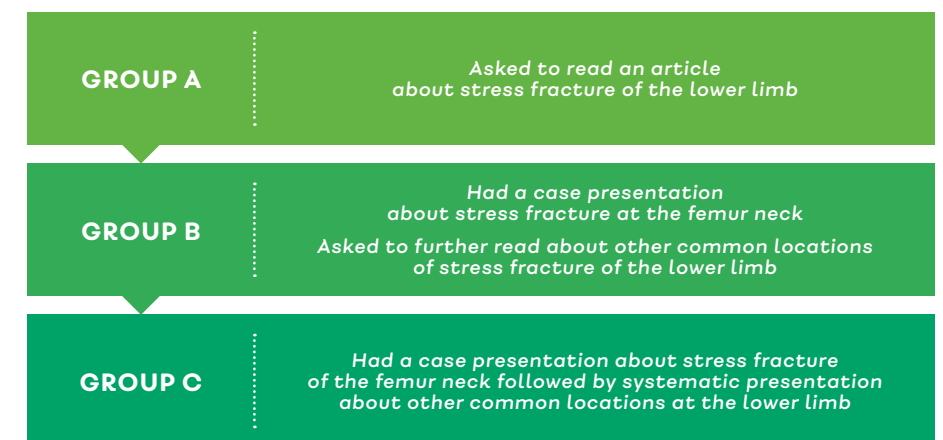 GROUP A
Asked to read an article
about stress fracture of the lower limb
GROUP B
Had a case presentation
about stress fracture at the femur neck
Asked to further read about other common locations
of stress fracture of the lower limb
GROUP C
Had a case presentation about stress fracture
of the femur neck followed by systematic presentation
about other common locations at the lower limb